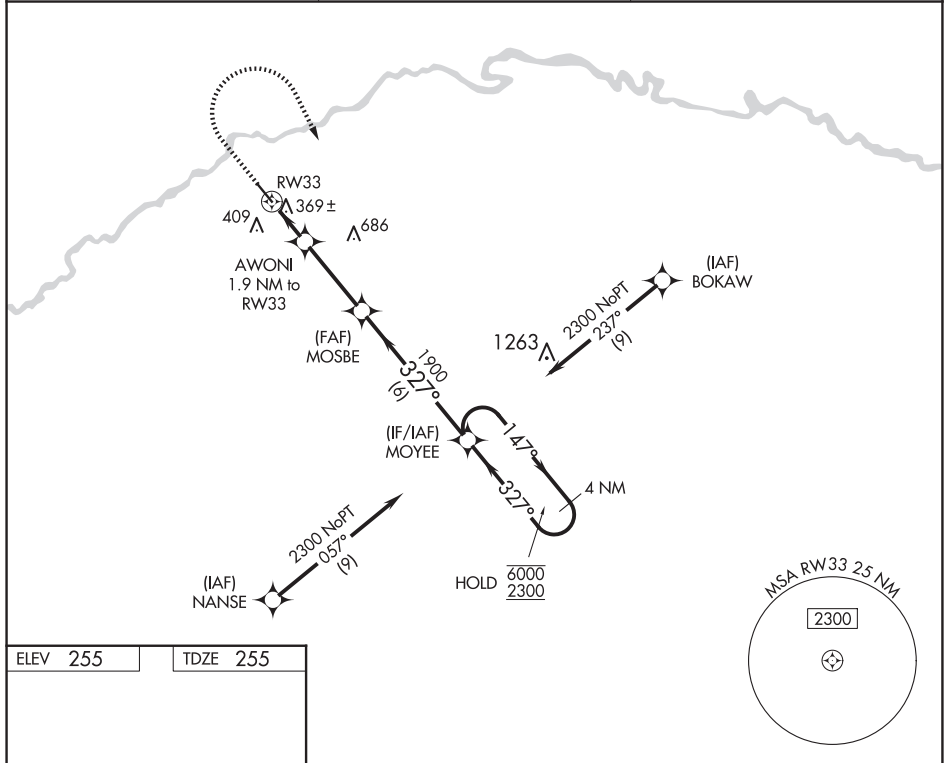 RW33
369 ±
409
686
AWONI
1.9 NM to
RW33
(IAF)
BOKAW
2300 NoPT
237°
(9)
1263
(FAF)
MOSBE
1900
327°
(6)
(IF/IAF)
MOYEE
147°
327°
4 NM
2300 NoPT
057°
(9)
(IAF)
NANSE
HOLD
6000
2300
MSA RW33 25 NM
2300
ELEV 255
TDZE 255